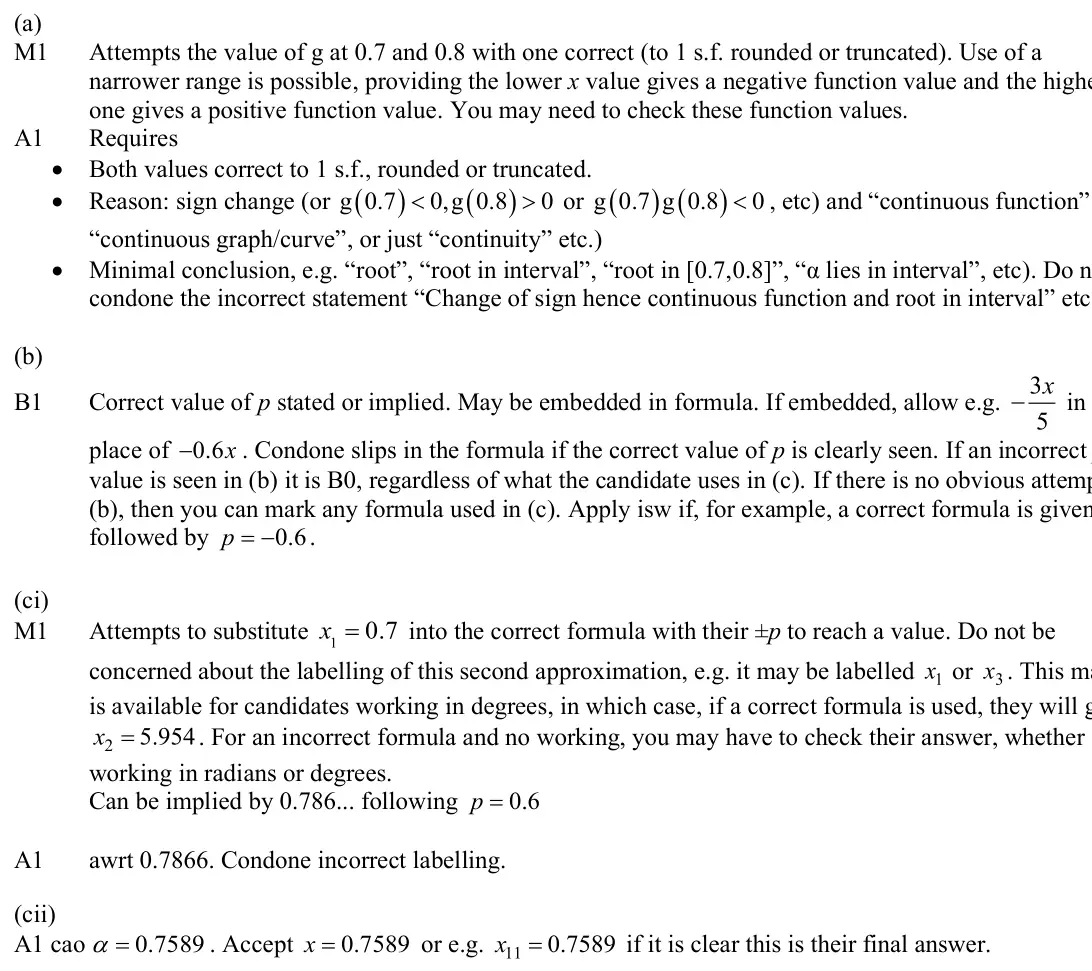 (a)
M1 Attempts the value of g at 0.7 and 0.8 with one correct (to 1 s.f. rounded or truncated). Use of a
narrower range is possible, providing the lower x value gives a negative function value and the highe
one gives a positive function value. You may need to check these function values.
A1 Requires
• Both values correct to 1 s.f., rounded or truncated.
• Reason: sign change (or g(0.7) < 0, g(0.8) > 0 or g(0.7)g(0.8) < 0 , etc) and “continuous function”
“continuous graph/curve”, or just “continuity” etc.)
• Minimal conclusion, e.g. “root”, “root in interval”, “root in [0.7,0.8]”, “α lies in interval”, etc). Do n
condone the incorrect statement “Change of sign hence continuous function and root in interval” etc
(b)
B1 Correct value of p stated or implied. May be embedded in formula. If embedded, allow e.g. −3x/5 in
place of −0.6x . Condone slips in the formula if the correct value of p is clearly seen. If an incorrect
value is seen in (b) it is B0, regardless of what the candidate uses in (c). If there is no obvious attemp
(b), then you can mark any formula used in (c). Apply isw if, for example, a correct formula is given
followed by p = −0.6 .
(ci)
M1 Attempts to substitute x₁ = 0.7 into the correct formula with their ±p to reach a value. Do not be
concerned about the labelling of this second approximation, e.g. it may be labelled x₁ or x₃ . This ma
is available for candidates working in degrees, in which case, if a correct formula is used, they will g
x₂ = 5.954 . For an incorrect formula and no working, you may have to check their answer, whether
working in radians or degrees.
Can be implied by 0.786... following p = 0.6
A1 awrt 0.7866. Condone incorrect labelling.
(cii)
A1 cao α = 0.7589 . Accept x = 0.7589 or e.g. x₁₁ = 0.7589 if it is clear this is their final answer.